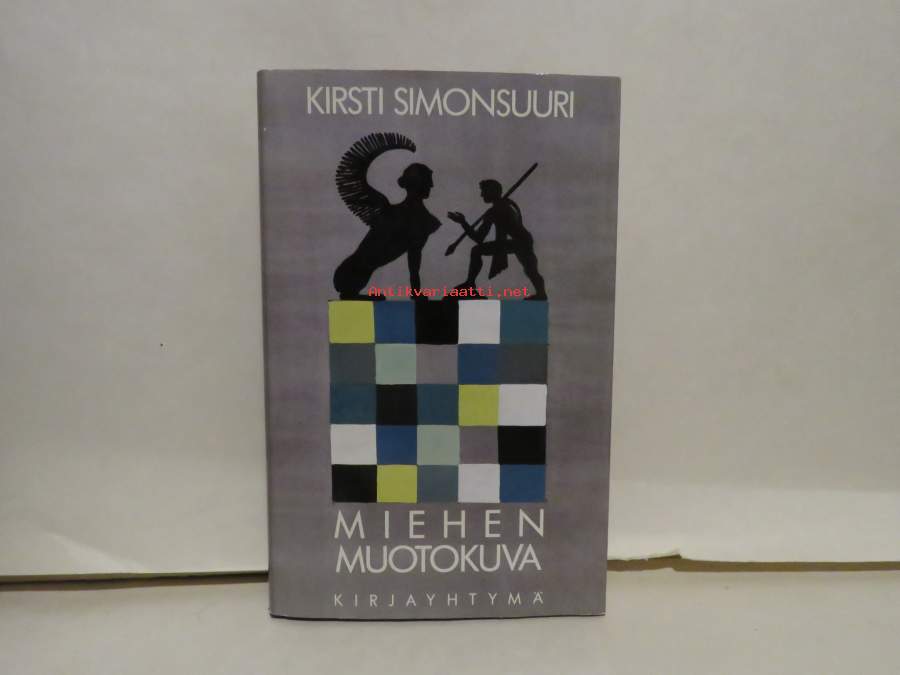 KIRSTI SIMONSUURI
Antikvariaatti.net
MIEHEN
MUOTOKUVA
KIRJAYHTYMÄ